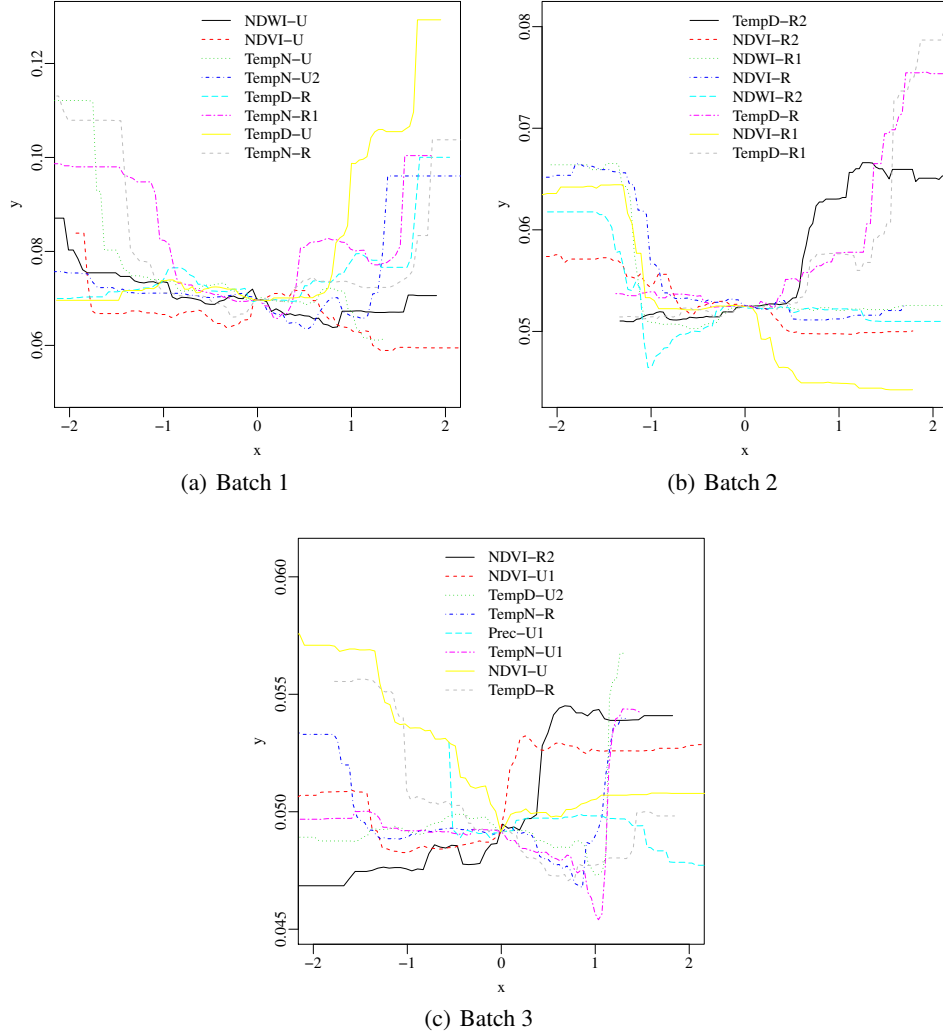 NDWI−U
NDVI−U
TempN−U
TempN−U2
TempD−R
TempN−R1
TempD−U
TempN−R
0.06 0.08 0.10 0.12
y
−2 −1 0 1 2
x
(a) Batch 1
TempD−R2
NDVI−R2
NDWI−R1
NDVI−R
NDWI−R2
TempD−R
NDVI−R1
TempD−R1
0.05 0.06 0.07 0.08
y
−2 −1 0 1 2
x
(b) Batch 2
NDVI−R2
NDVI−U1
TempD−U2
TempN−R
Prec−U1
TempN−U1
NDVI−U
TempD−R
0.045 0.050 0.055 0.060
y
−2 −1 0 1 2
x
(c) Batch 3